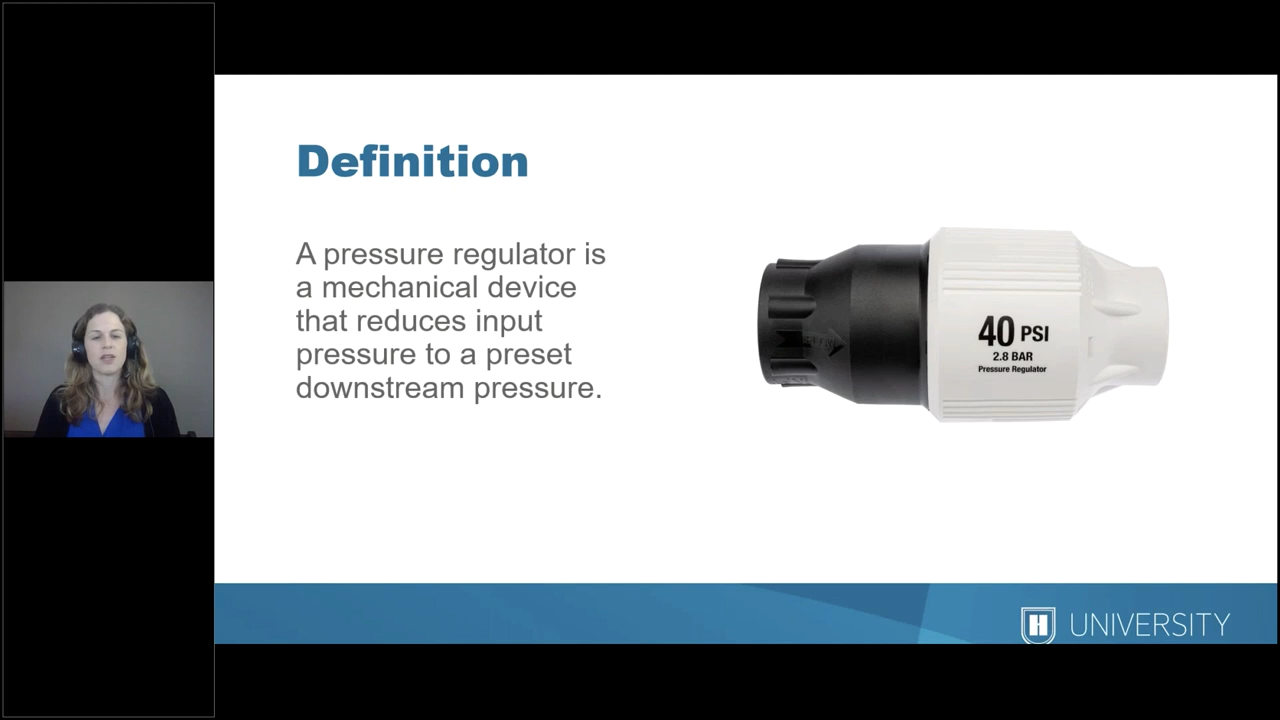 Definition
A pressure regulator is
a mechanical device
that reduces input
pressure to a preset
downstream pressure.
FLOW
40 PSI
2.8 BAR
Pressure Regulator
H UNIVERSITY